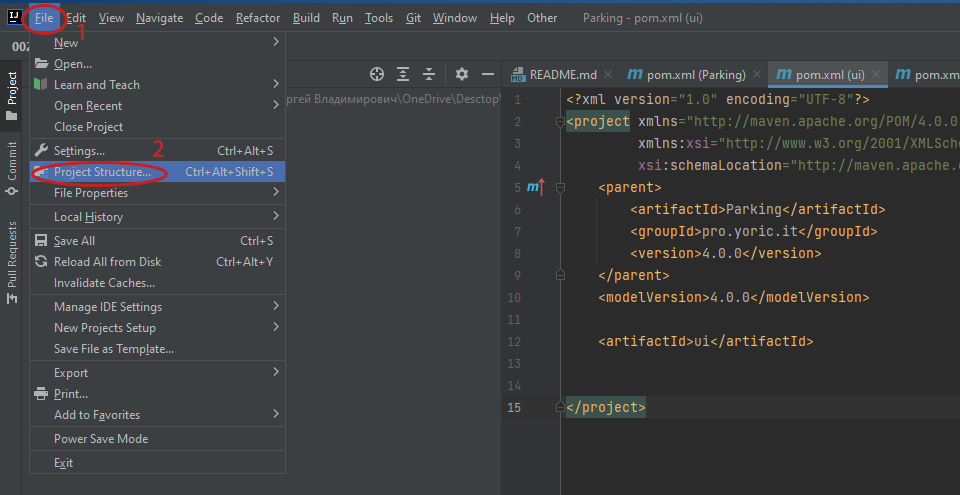 IJ File Edit View Navigate Code Refactor Build Run Tools Git Window Help Other Parking - pom.xml (ui)
1
002
New
Open...
Learn and Teach
Open Recent
Close Project
Settings... Ctrl+Alt+S
2
Project Structure... Ctrl+Alt+Shift+S
File Properties
Local History
Save All Ctrl+S
Reload All from Disk Ctrl+Alt+Y
Invalidate Caches...
Manage IDE Settings
New Projects Setup
Save File as Template...
Export
Print...
Add to Favorites
Power Save Mode
Exit
Project
Commit
Pull Requests
ргей Владимирович\OneDrive\Desctop\
README.md pom.xml (Parking) pom.xml (ui) pom.xm
1 <?xml version="1.0" encoding="UTF-8"?>
2 <project xmlns="http://maven.apache.org/POM/4.0.0
3 xmlns:xsi="http://www.w3.org/2001/XMLSche
4 xsi:schemaLocation="http://maven.apache.o
5 <parent>
6 <artifactId>Parking</artifactId>
7 <groupId>pro.yoric.it</groupId>
8 <version>4.0.0</version>
9 </parent>
10 <modelVersion>4.0.0</modelVersion>
11
12 <artifactId>ui</artifactId>
13
14
15 </project>